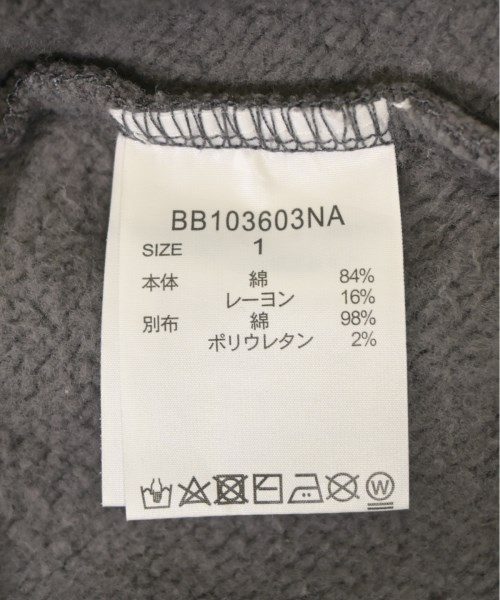 BB103603NA
SIZE 1
本体 綿 84%
レーヨン 16%
別布 綿 98%
ポリウレタン 2%
W